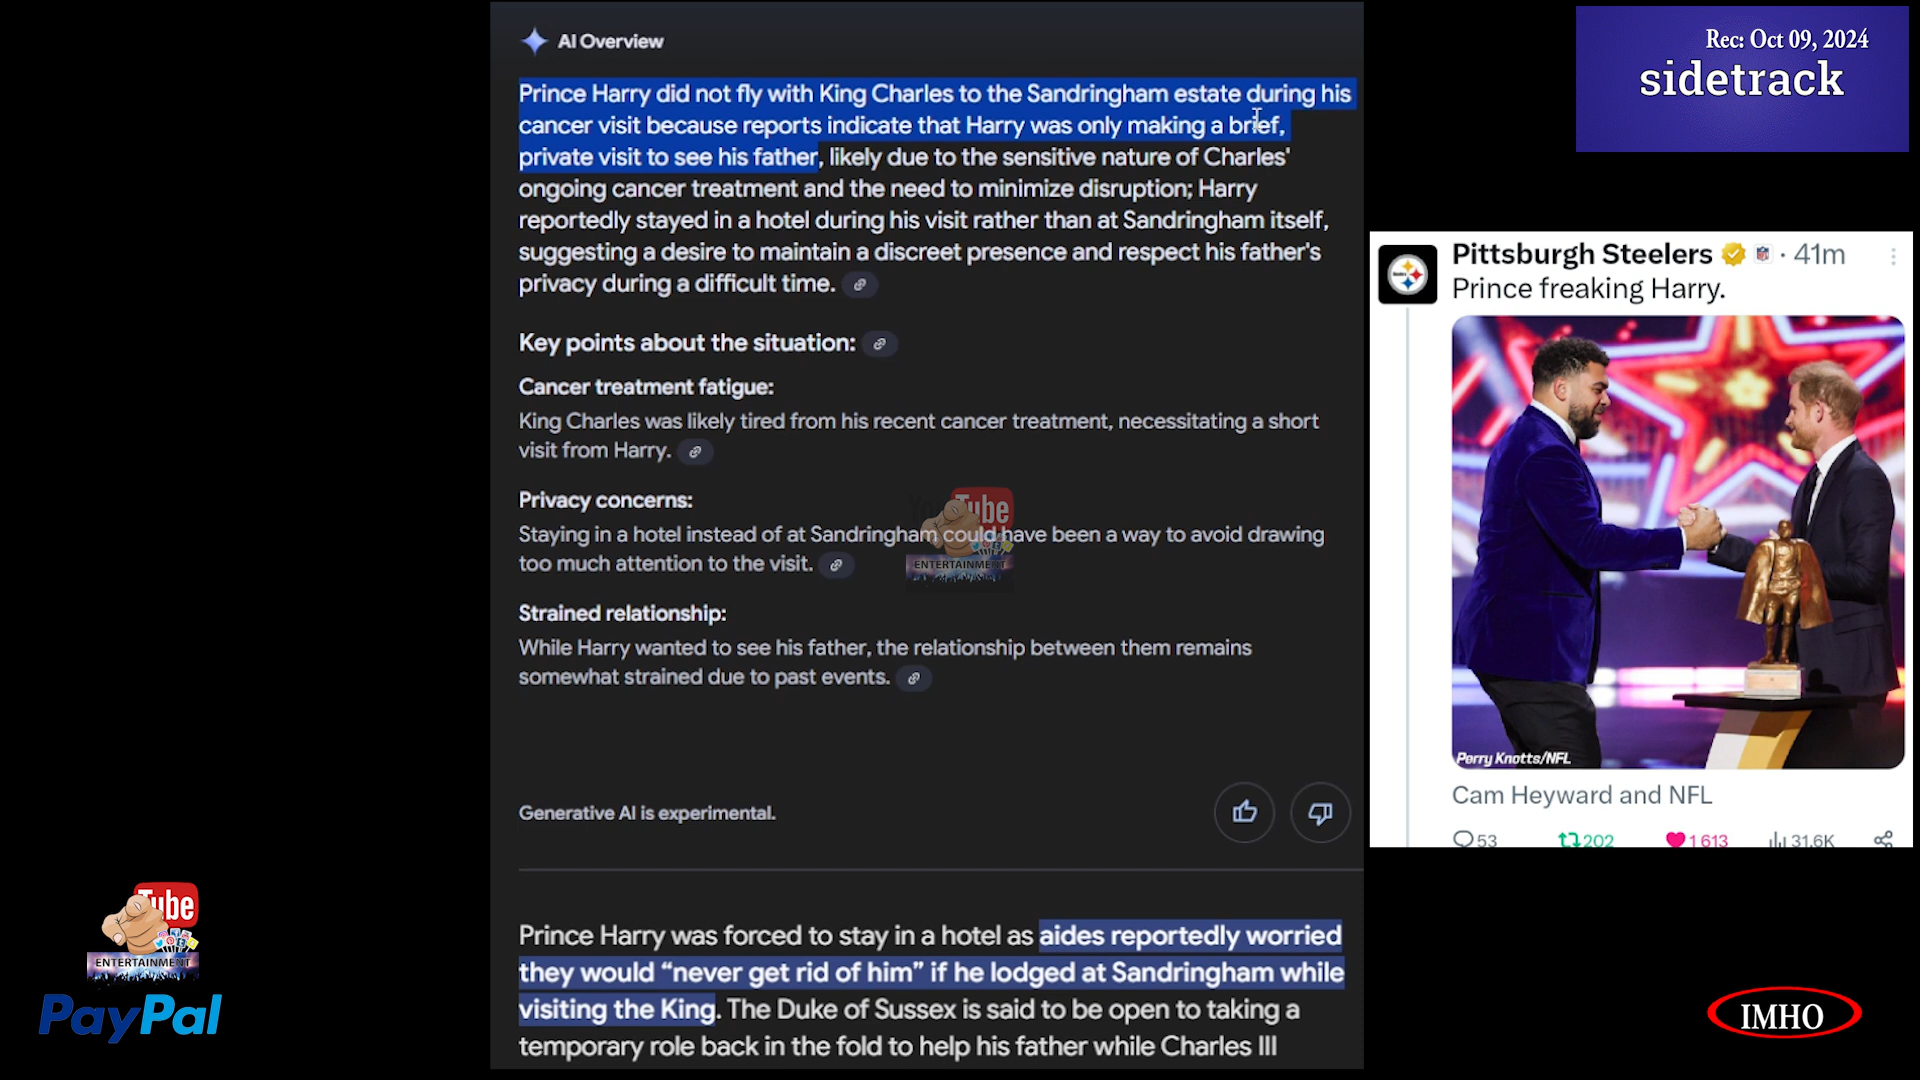 AI Overview
Prince Harry did not fly with King Charles to the Sandringham estate during his
cancer visit because reports indicate that Harry was only making a brief,
private visit to see his father, likely due to the sensitive nature of Charles'
ongoing cancer treatment and the need to minimize disruption; Harry
reportedly stayed in a hotel during his visit rather than at Sandringham itself,
suggesting a desire to maintain a discreet presence and respect his father's
privacy during a difficult time.
Key points about the situation:
Cancer treatment fatigue:
King Charles was likely tired from his recent cancer treatment, necessitating a short
visit from Harry.
Privacy concerns:
Staying in a hotel instead of at Sandringham could have been a way to avoid drawing
too much attention to the visit.
Strained relationship:
While Harry wanted to see his father, the relationship between them remains
somewhat strained due to past events.
Generative AI is experimental.
Prince Harry was forced to stay in a hotel as aides reportedly worried
they would “never get rid of him” if he lodged at Sandringham while
visiting the King. The Duke of Sussex is said to be open to taking a
temporary role back in the fold to help his father while Charles III
YouTube
ENTERTAINMENT
Rec: Oct 09, 2024
sidetrack
Pittsburgh Steelers · 41m
Prince freaking Harry.
Perry Knotts/NFL
Cam Heyward and NFL
53 202 1 613 31.6K
Tube
ENTERTAINMENT
PayPal
IMHO